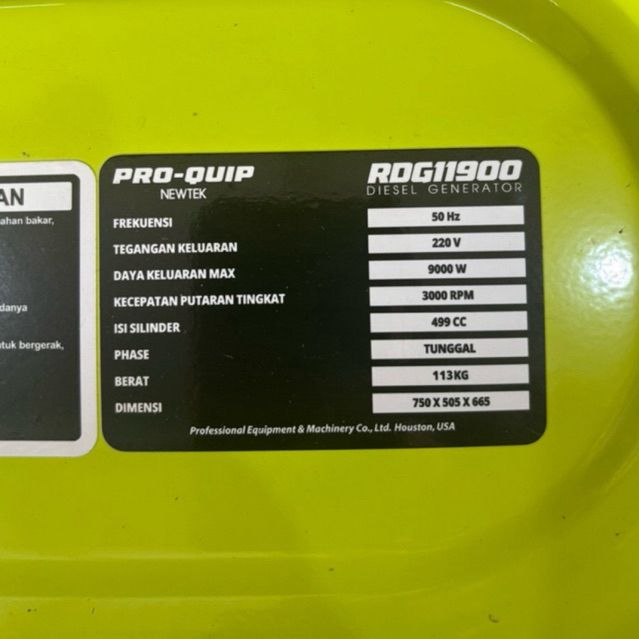 AN
ahan bakar,
danya
tuk bergerak,
PRO-QUIP
NEWTEK
RDG11900
DIESEL GENERATOR
FREKUENSI 50 Hz
TEGANGAN KELUARAN 220 V
DAYA KELUARAN MAX 9000 W
KECEPATAN PUTARAN TINGKAT 3000 RPM
ISI SILINDER 499 CC
PHASE TUNGGAL
BERAT 113KG
DIMENSI 750 X 505 X 665
Professional Equipment & Machinery Co., Ltd. Houston, USA